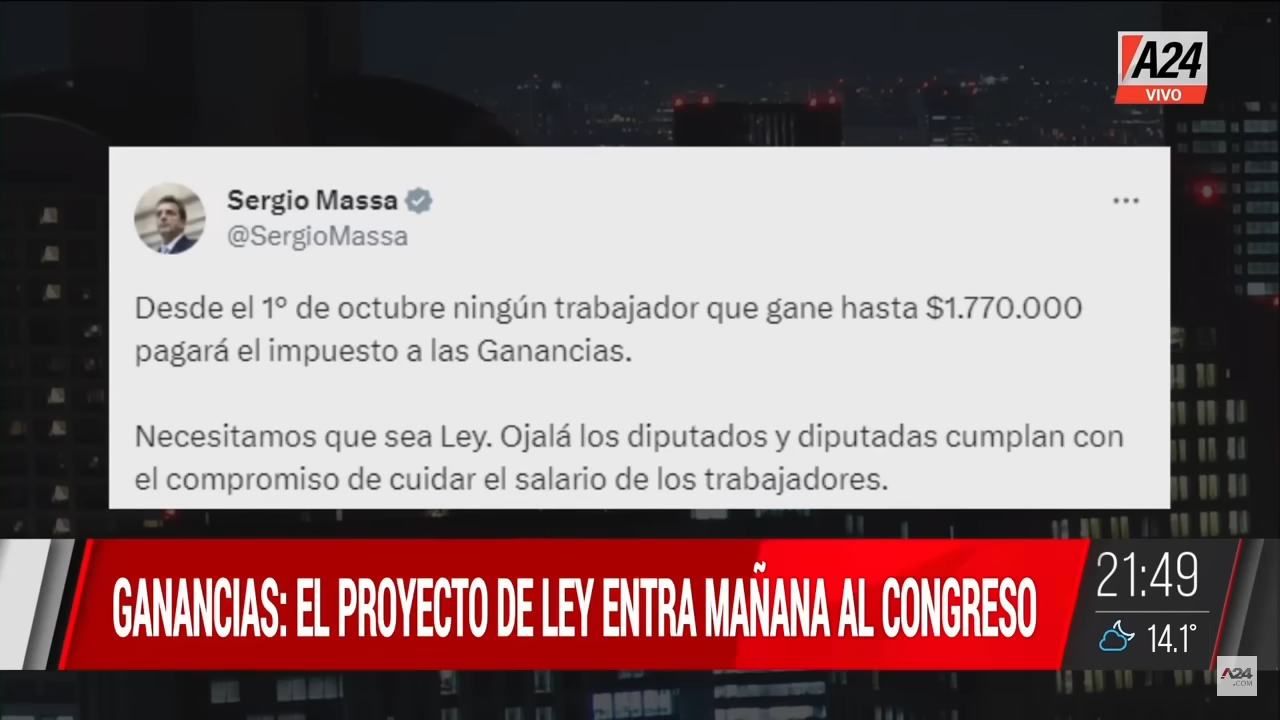 A24
VIVO
Sergio Massa
@SergioMassa
Desde el 1° de octubre ningún trabajador que gane hasta $1.770.000
pagará el impuesto a las Ganancias.
Necesitamos que sea Ley. Ojalá los diputados y diputadas cumplan con
el compromiso de cuidar el salario de los trabajadores.
GANANCIAS: EL PROYECTO DE LEY ENTRA MAÑANA AL CONGRESO
21:49
14.1°
A24
.COM